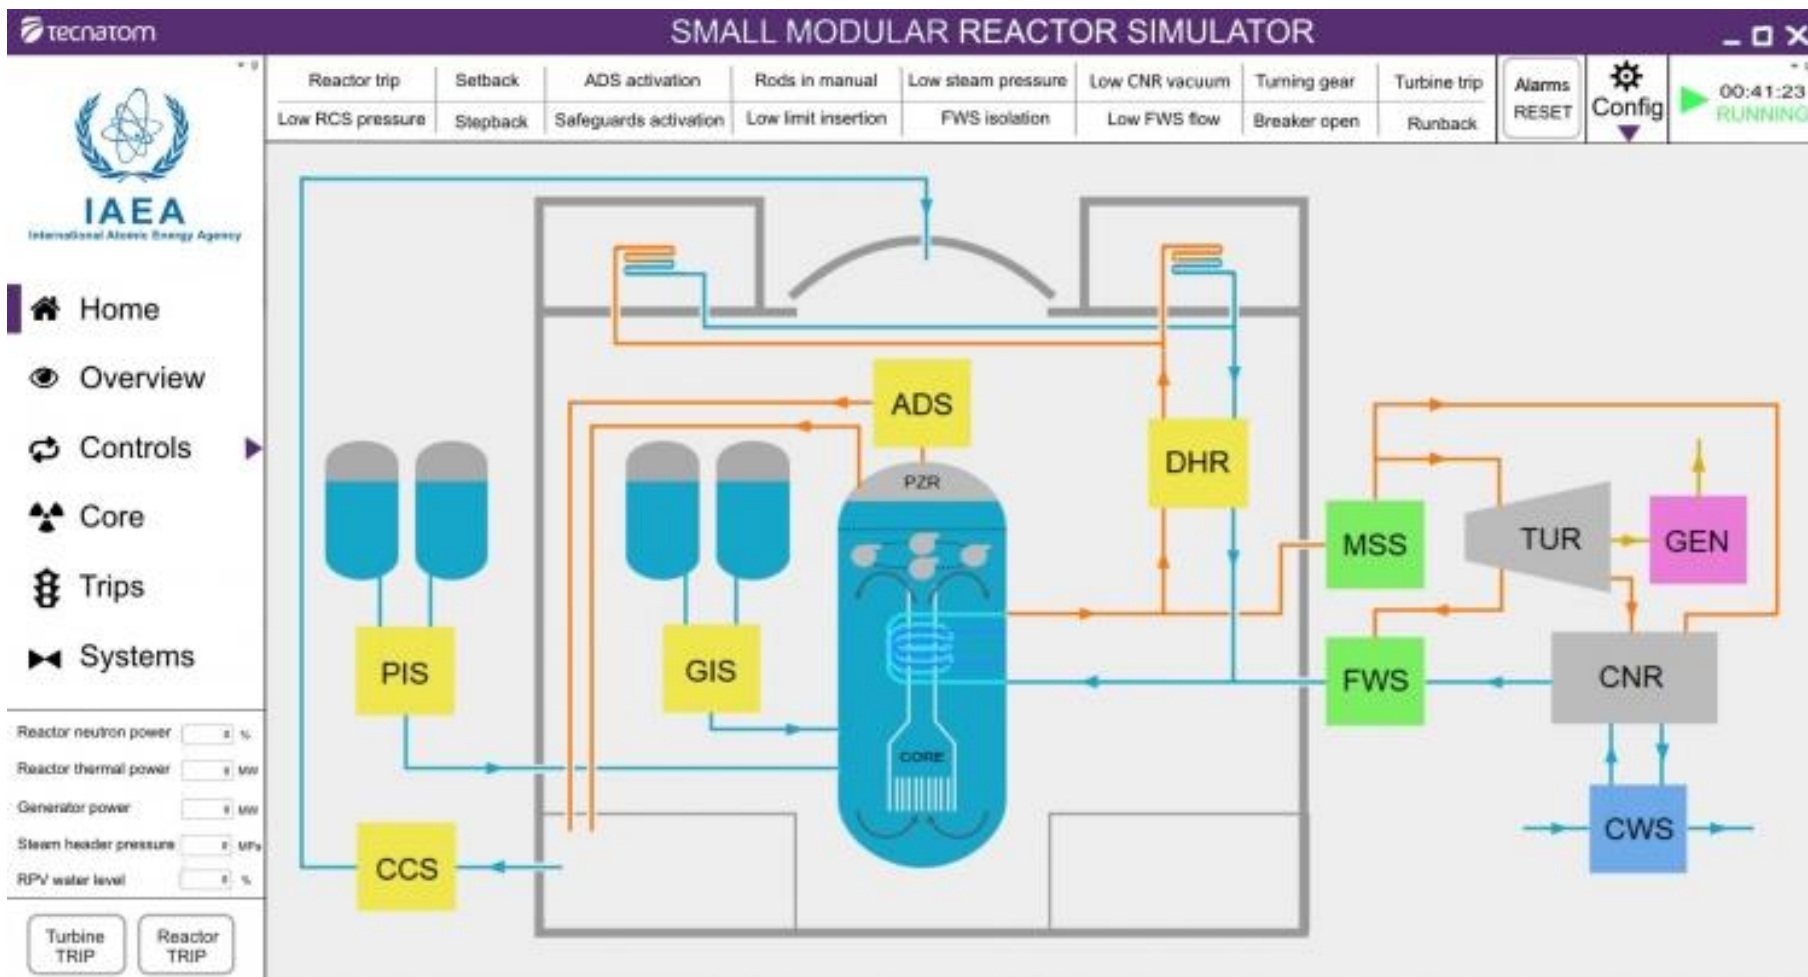 tecnatom
SMALL MODULAR REACTOR SIMULATOR
IAEA
International Atomic Energy Agency
Reactor trip
Setback
ADS activation
Rods in manual
Low steam pressure
Low CNR vacuum
Turning gear
Turbine trip
Low RCS pressure
Stepback
Safeguards activation
Low limit insertion
FWS isolation
Low FWS flow
Breaker open
Runback
Alarms
RESET
Config
00:41:23
RUNNING
Home
Overview
Controls
Core
Trips
Systems
Reactor neutron power %
Reactor thermal power MW
Generator power MW
Steam header pressure MPa
RPV water level %
Turbine
TRIP
Reactor
TRIP
ADS
PZR
DHR
MSS
TUR
GEN
PIS
GIS
FWS
CNR
CORE
CWS
CCS